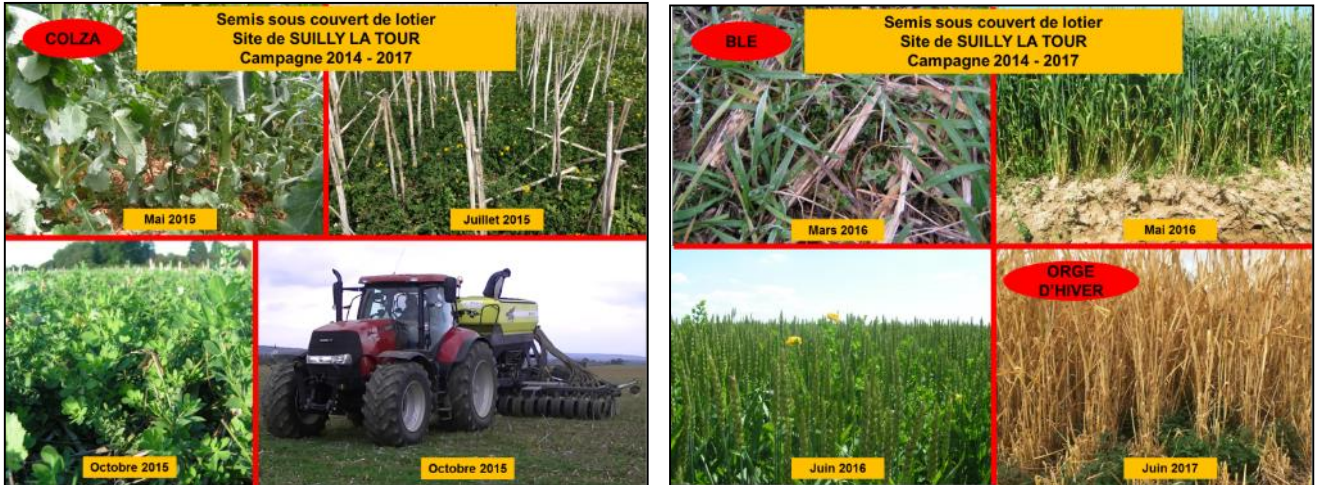 COLZA
Semis sous couvert de lotier
Site de SUILLY LA TOUR
Campagne 2014 - 2017
Mai 2015
Juillet 2015
Octobre 2015
Octobre 2015
BLE
Semis sous couvert de lotier
Site de SUILLY LA TOUR
Campagne 2014 - 2017
Mars 2016
Mai 2016
Juin 2016
ORGE
D'HIVER
Juin 2017